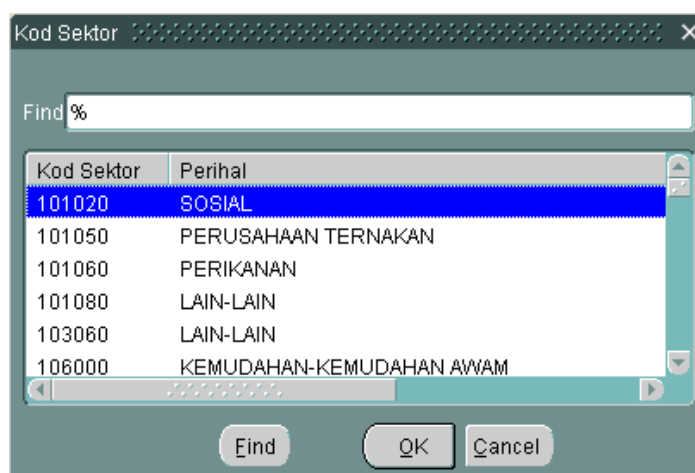 Kod Sektor
Find %
Kod Sektor Perihal
101020 SOSIAL
101050 PERUSAHAAN TERNAKAN
101060 PERIKANAN
101080 LAIN-LAIN
103060 LAIN-LAIN
106000 KEMUDAHAN-KEMUDAHAN AWAM
Find OK Cancel